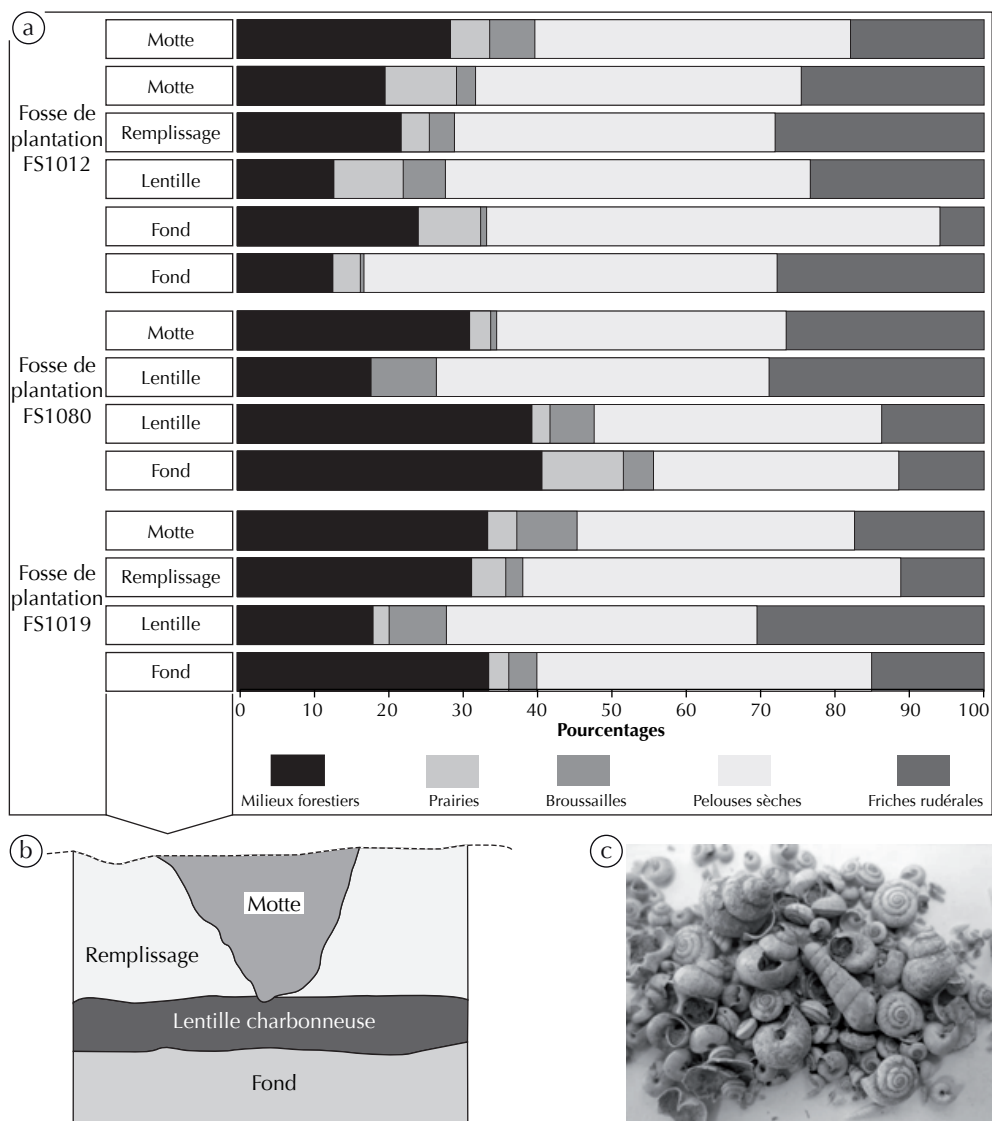 a
Fosse de
plantation
FS1012
Motte
Motte
Remplissage
Lentille
Fond
Fond
Fosse de
plantation
FS1080
Motte
Lentille
Lentille
Fond
Fosse de
plantation
FS1019
Motte
Remplissage
Lentille
Fond
0 10 20 30 40 50 60 70 80 90 100
Pourcentages
Milieux forestiers Prairies Broussailles Pelouses sèches Friches rudérales
b
Motte
Remplissage
Lentille charbonneuse
Fond
c